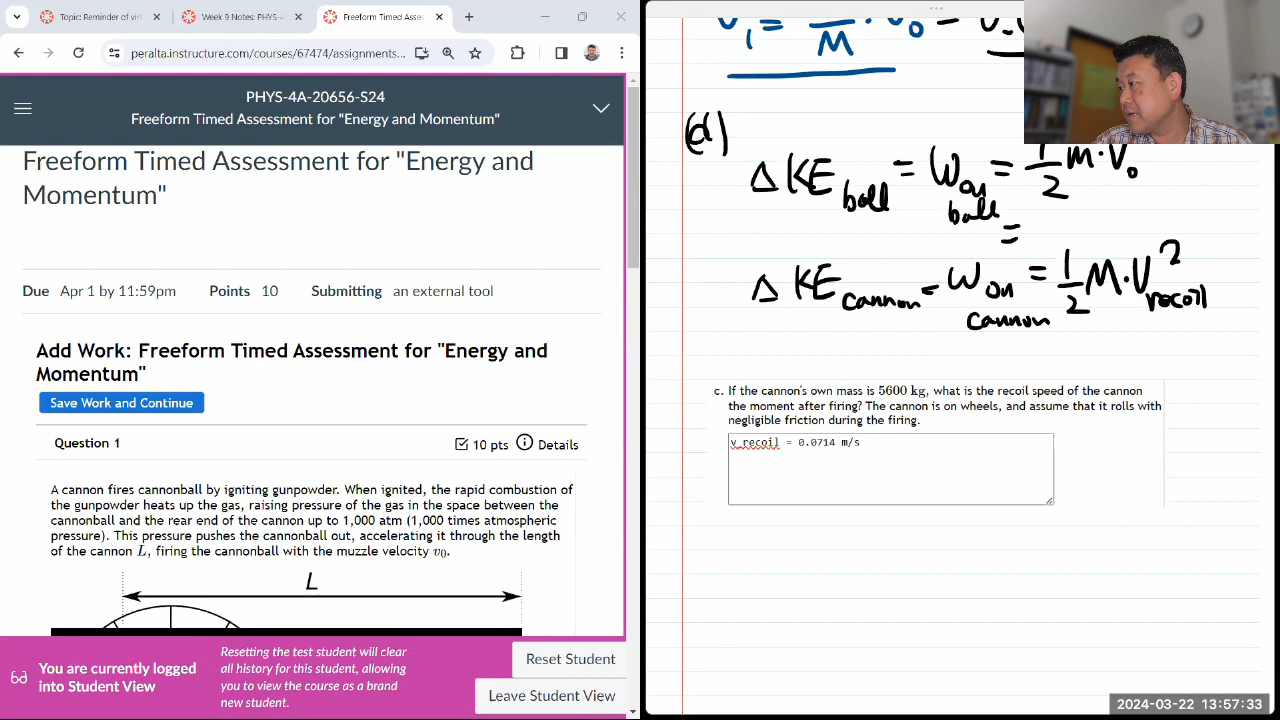 Topic: Reminder of vir
Week 9 Notes: PHYS-4
Freeform Timed Asses
peralta.instructure.com/courses/67474/assignments...
PHYS-4A-20656-S24
Freeform Timed Assessment for "Energy and Momentum"
Freeform Timed Assessment for "Energy and
Momentum"
Due Apr 1 by 11:59pm Points 10 Submitting an external tool
Add Work: Freeform Timed Assessment for "Energy and
Momentum"
Save Work and Continue
Question 1
10 pts Details
A cannon fires cannonball by igniting gunpowder. When ignited, the rapid combustion of
the gunpowder heats up the gas, raising pressure of the gas in the space between the
cannonball and the rear end of the cannon up to 1,000 atm (1,000 times atmospheric
pressure). This pressure pushes the cannonball out, accelerating it through the length
of the cannon L, firing the cannonball with the muzzle velocity v₀.
L
You are currently logged
into Student View
Resetting the test student will clear
all history for this student, allowing
you to view the course as a brand
new student.
Reset Student
Leave Student View
M · V₀
(d)
Δ KE ball = W on ball = 1/2 m · V₀
=
Δ KE cannon = W on cannon = 1/2 M · V recoil ²
c. If the cannon's own mass is 5600 kg, what is the recoil speed of the cannon
the moment after firing? The cannon is on wheels, and assume that it rolls with
negligible friction during the firing.
v_recoil = 0.0714 m/s
2024-03-22 13:57:33